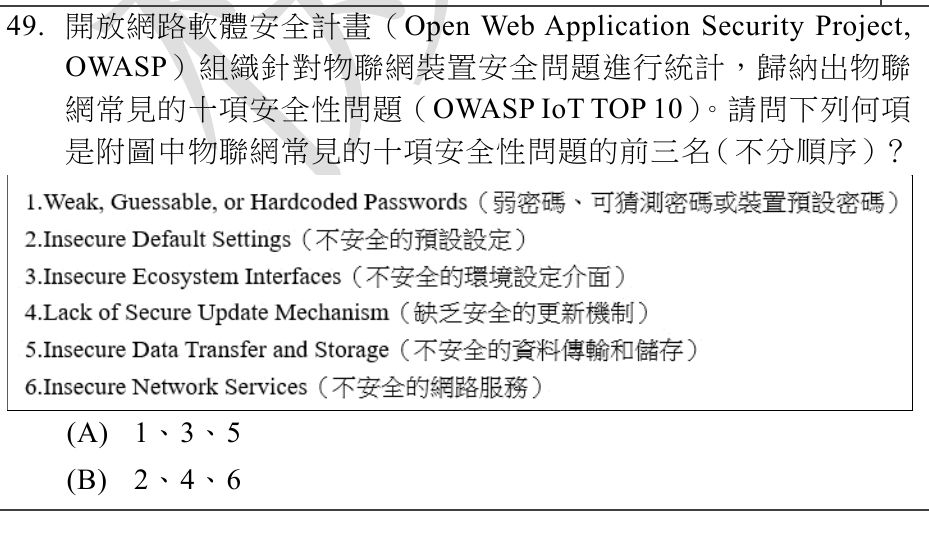 49. 開放網路軟體安全計畫（Open Web Application Security Project,
OWASP）組織針對物聯網裝置安全問題進行統計，歸納出物聯
網常見的十項安全性問題（OWASP IoT TOP 10）。請問下列何項
是附圖中物聯網常見的十項安全性問題的前三名（不分順序）？
1.Weak, Guessable, or Hardcoded Passwords（弱密碼、可猜測密碼或裝置預設密碼）
2.Insecure Default Settings（不安全的預設設定）
3.Insecure Ecosystem Interfaces（不安全的環境設定介面）
4.Lack of Secure Update Mechanism（缺乏安全的更新機制）
5.Insecure Data Transfer and Storage（不安全的資料傳輸和儲存）
6.Insecure Network Services（不安全的網路服務）
(A) 1、3、5
(B) 2、4、6